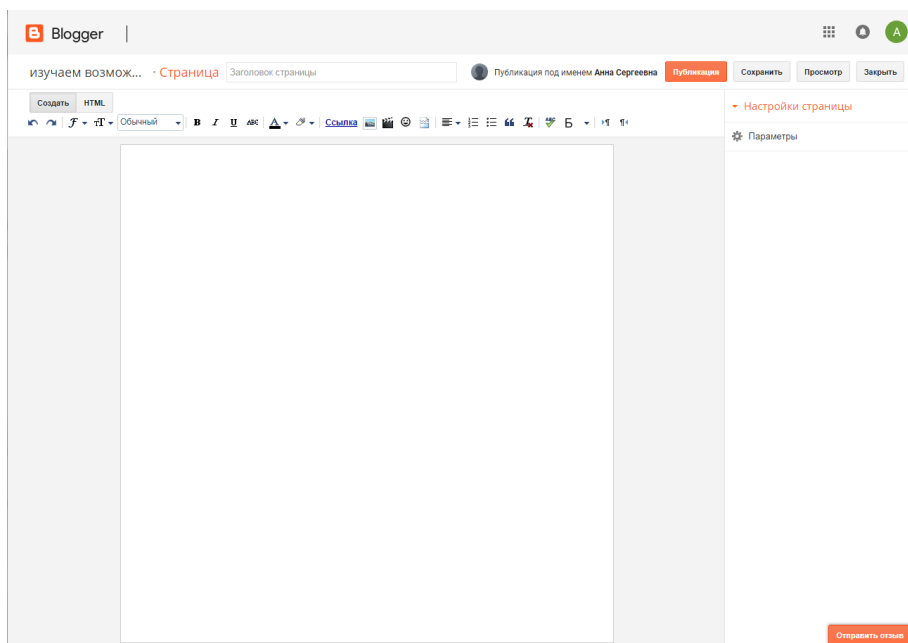 Blogger
A
изучаем возмож... · Страница Заголовок страницы Публикация под именем Анна Сергеевна Публикация Сохранить Просмотр Закрыть
Создать HTML
Обычный B I U ABC A Ссылка Б
Настройки страницы
Параметры
Отправить отзыв